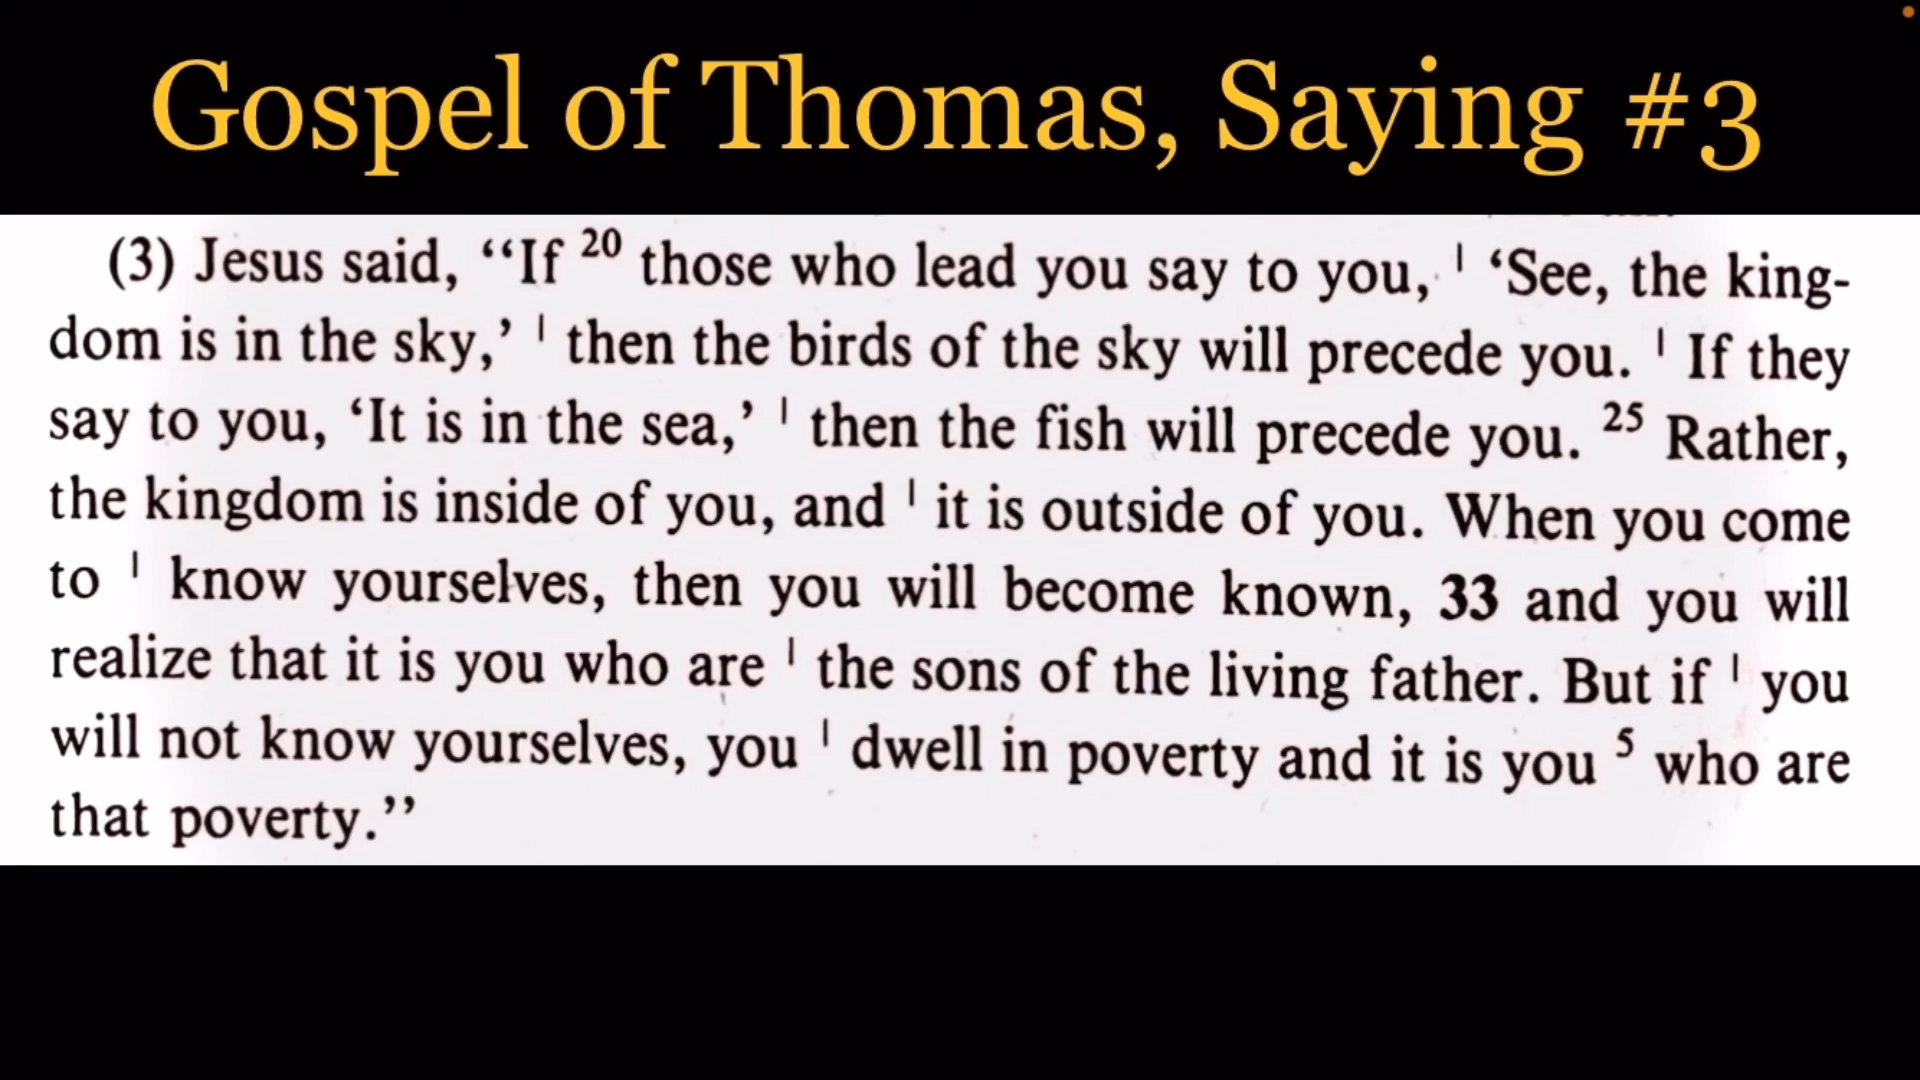 Gospel of Thomas, Saying #3
(3) Jesus said, “If 20 those who lead you say to you, | ‘See, the king-
dom is in the sky,’ | then the birds of the sky will precede you. | If they
say to you, ‘It is in the sea,’ | then the fish will precede you. 25 Rather,
the kingdom is inside of you, and | it is outside of you. When you come
to | know yourselves, then you will become known, 33 and you will
realize that it is you who are | the sons of the living father. But if | you
will not know yourselves, you | dwell in poverty and it is you 5 who are
that poverty.”